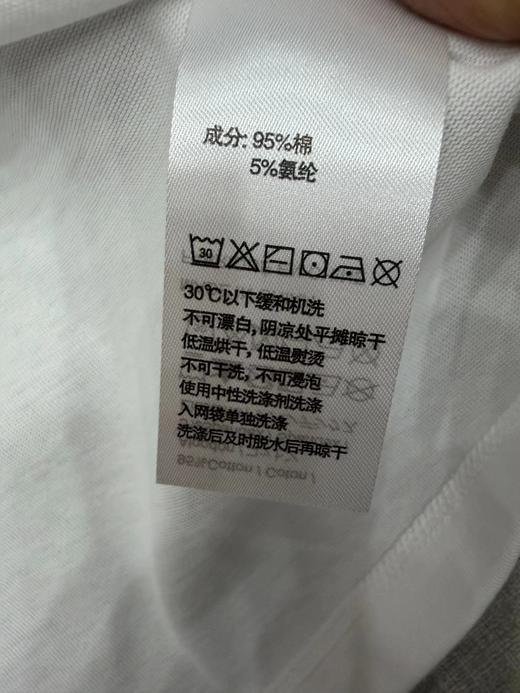 成分: 95%棉
5%氨纶
30
30℃以下缓和机洗
不可漂白, 阴凉处平摊晾干
低温烘干, 低温熨烫
不可干洗, 不可浸泡
使用中性洗涤剂洗涤
入网袋单独洗涤
洗涤后及时脱水后再晾干